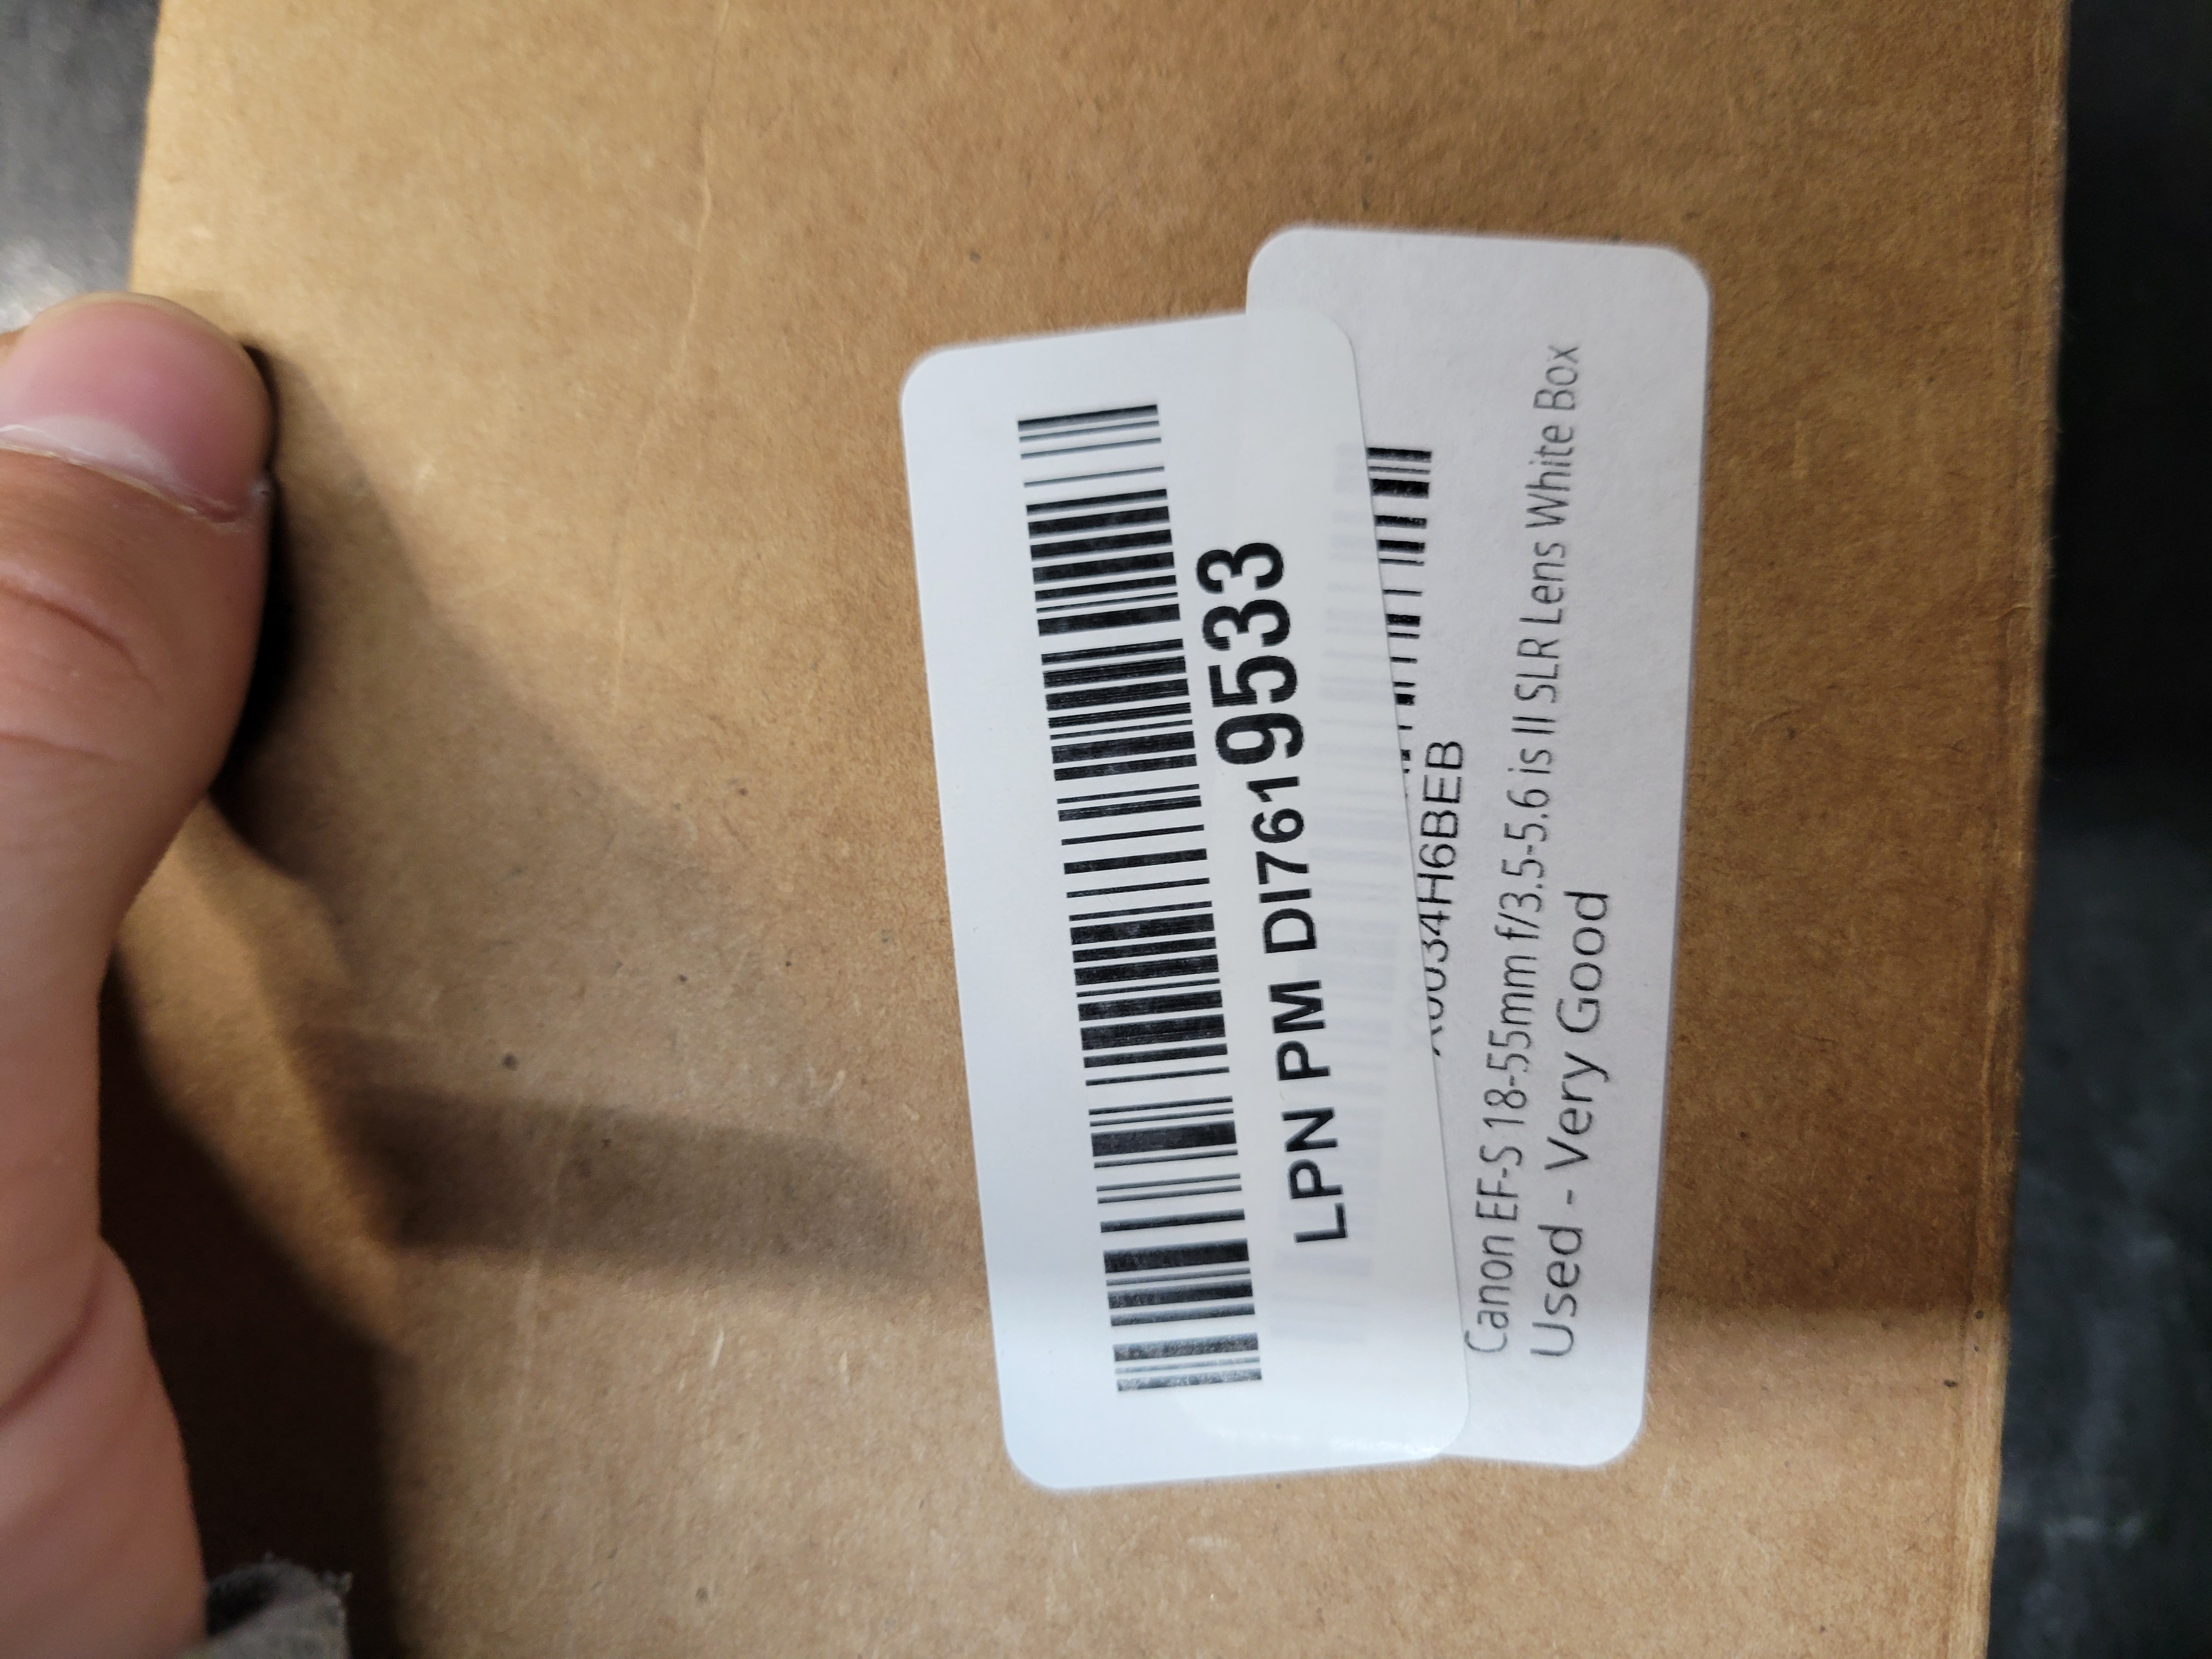 LPN PM DI7619533
X0034H6BEB
Canon EF-S 18-55mm f/3.5-5.6 is II SLR Lens White Box
Used - Very Good